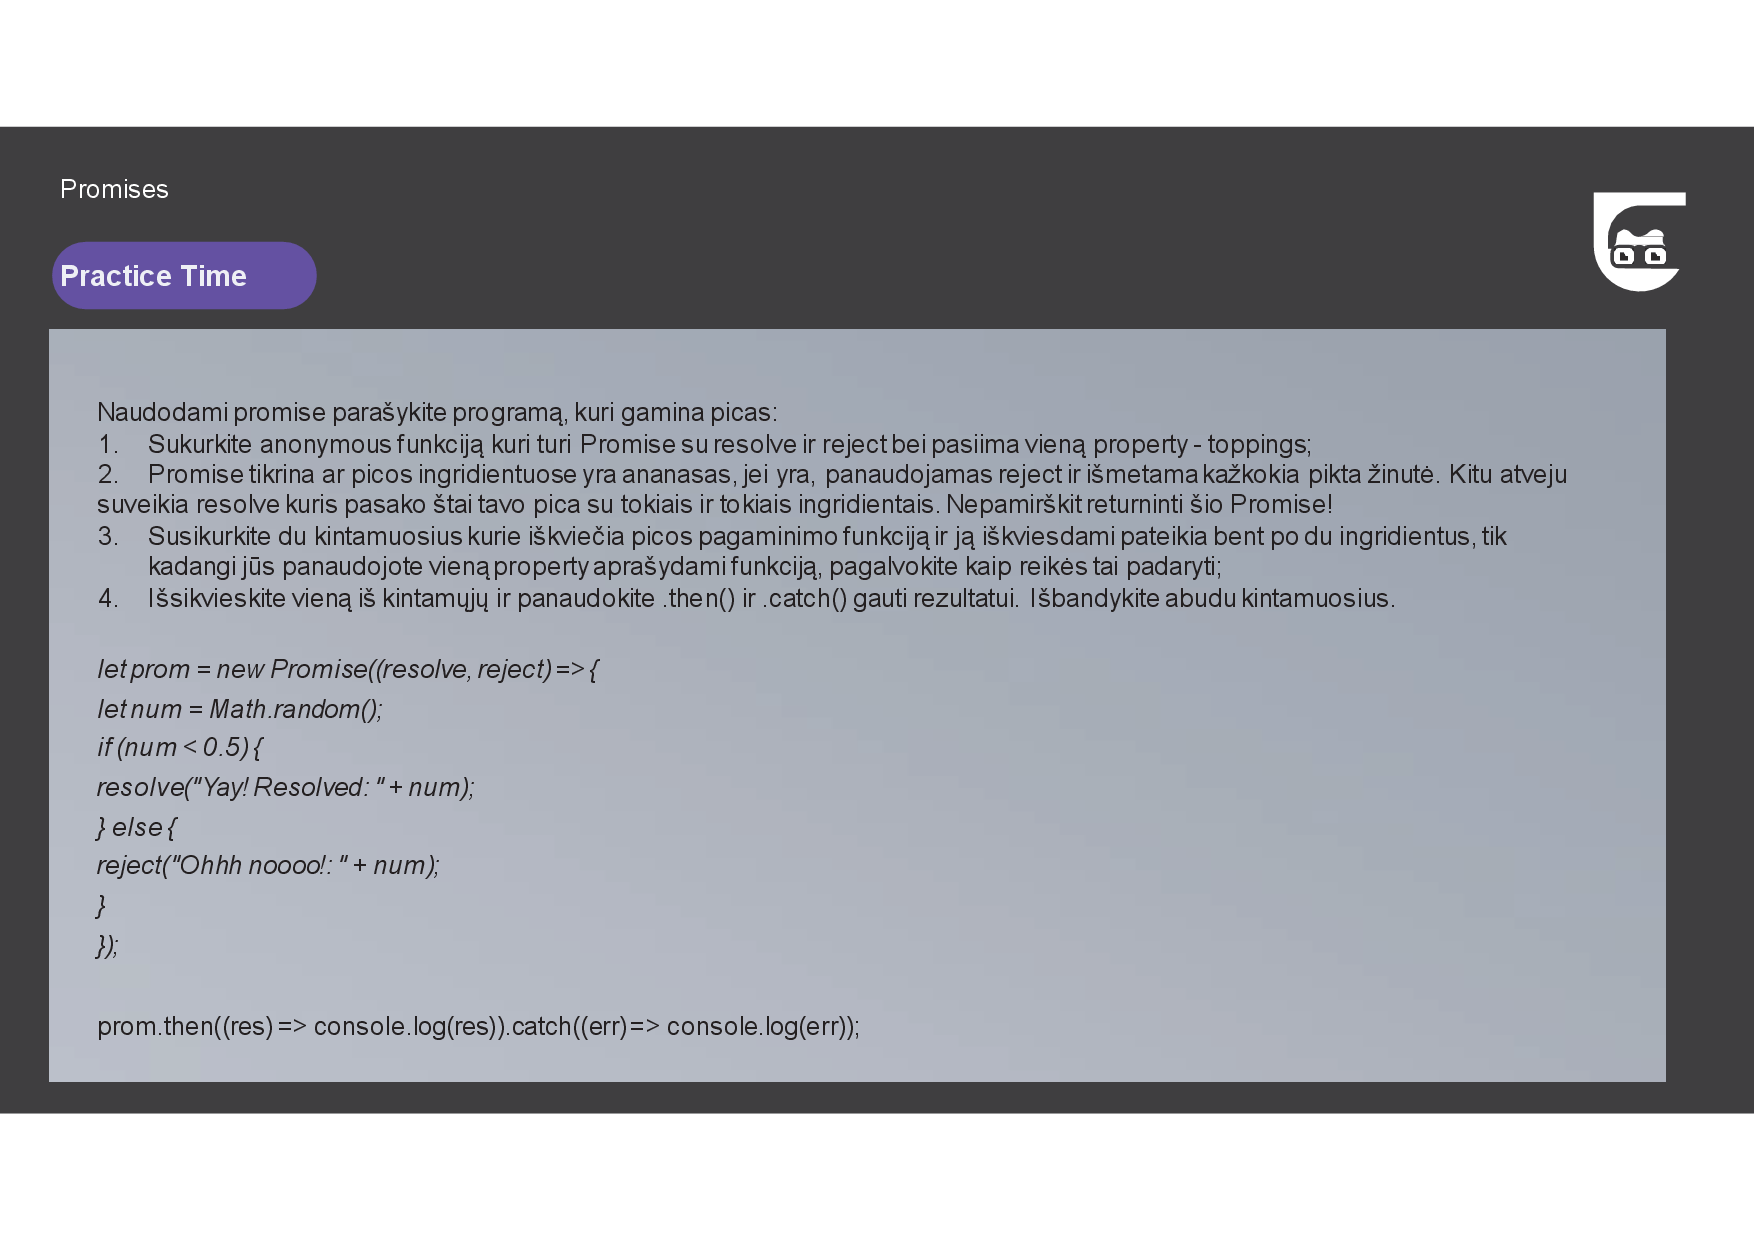 Promises
Practice Time
Naudodami promise parašykite programą, kuri gamina picas:
1. Sukurkite anonymous funkciją kuri turi Promise su resolve ir reject bei pasiima vieną property - toppings;
2. Promise tikrina ar picos ingridientuose yra ananasas, jei yra, panaudojamas reject ir išmetama kažkokia pikta žinutė. Kitu atveju
suveikia resolve kuris pasako štai tavo pica su tokiais ir tokiais ingridientais. Nepamirškit returninti šio Promise!
3. Susikurkite du kintamuosius kurie iškviečia picos pagaminimo funkciją ir ją iškviesdami pateikia bent po du ingridientus, tik
kadangi jūs panaudojote vieną property aprašydami funkciją, pagalvokite kaip reikės tai padaryti;
4. Išsikvieskite vieną iš kintamųjų ir panaudokite .then() ir .catch() gauti rezultatui. Išbandykite abudu kintamuosius.
let prom = new Promise((resolve, reject) => {
let num = Math.random();
if (num < 0.5) {
resolve("Yay! Resolved: " + num);
} else {
reject("Ohhh noooo!: " + num);
}
});
prom.then((res) => console.log(res)).catch((err) => console.log(err));